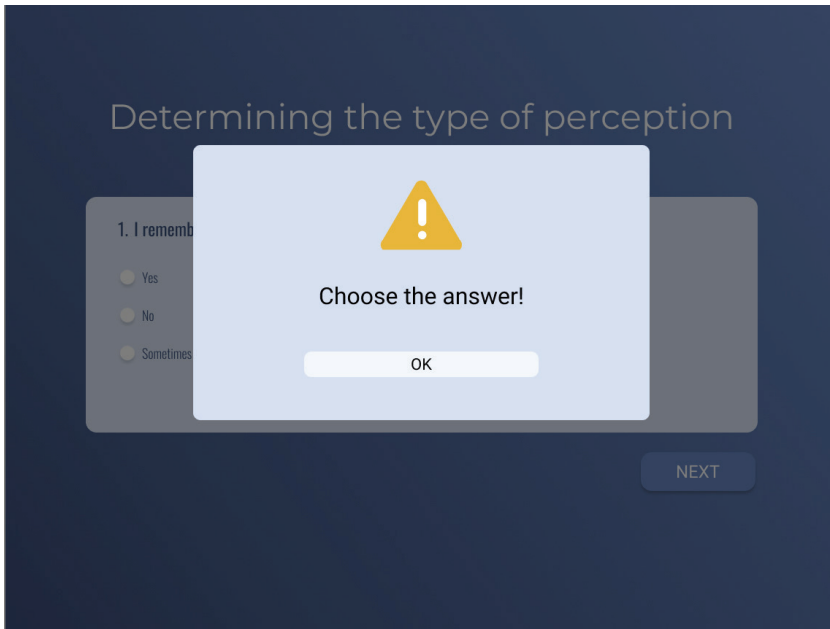 Determining the type of perception
1. I rememb
Yes
No
Sometimes
Choose the answer!
OK
NEXT